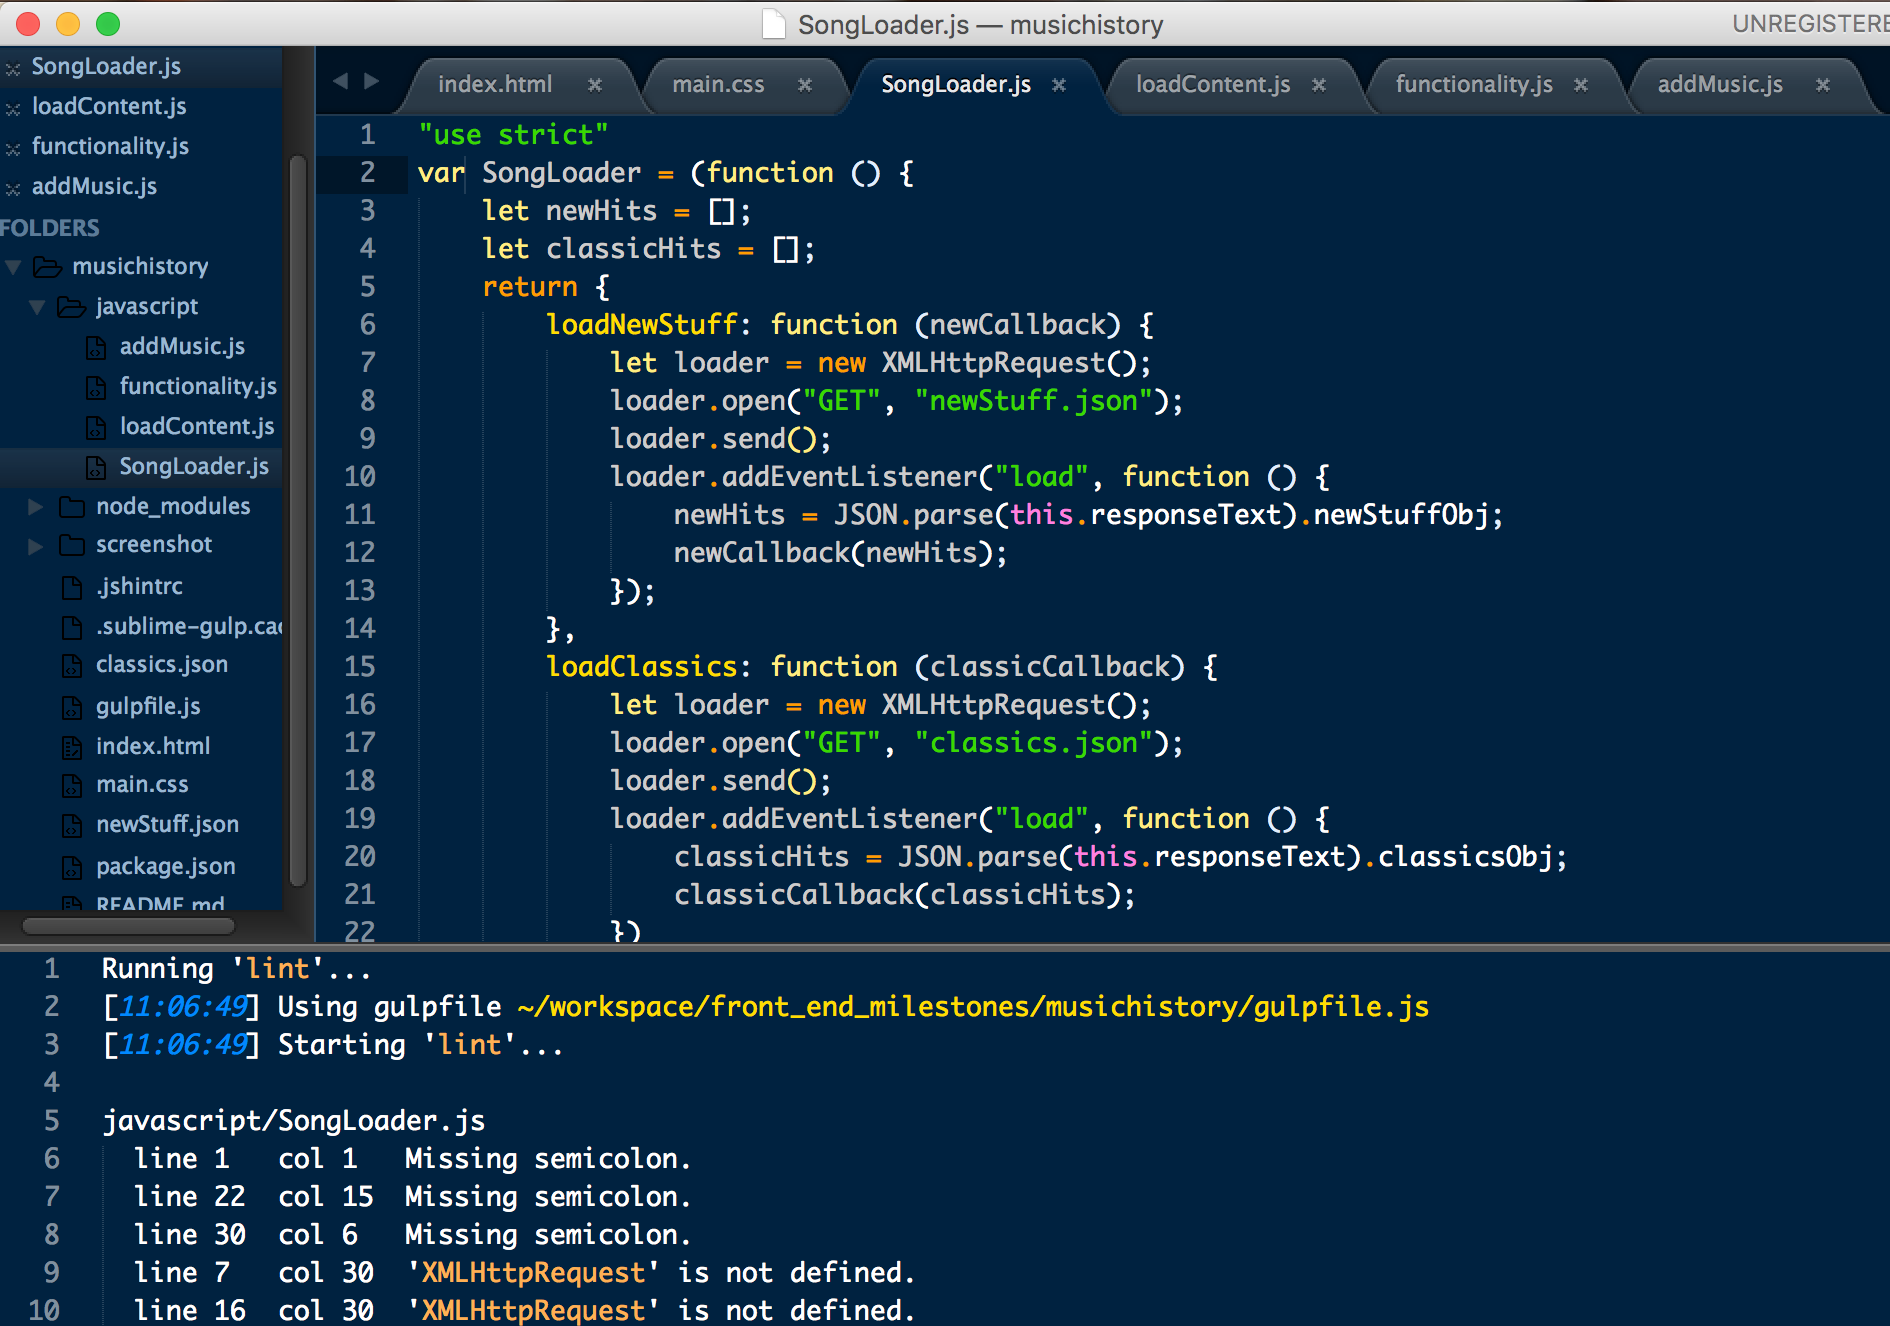 SongLoader.js — musichistory
UNREGISTERE
SongLoader.js
loadContent.js
functionality.js
addMusic.js
FOLDERS
musichistory
javascript
addMusic.js
functionality.js
loadContent.js
SongLoader.js
node_modules
screenshot
.jshintrc
.sublime-gulp.cac
classics.json
gulpfile.js
index.html
main.css
newStuff.json
package.json
README.md
index.html × main.css × SongLoader.js × loadContent.js × functionality.js × addMusic.js ×
1 "use strict"
2 var SongLoader = (function () {
3 let newHits = [];
4 let classicHits = [];
5 return {
6 loadNewStuff: function (newCallback) {
7 let loader = new XMLHttpRequest();
8 loader.open("GET", "newStuff.json");
9 loader.send();
10 loader.addEventListener("load", function () {
11 newHits = JSON.parse(this.responseText).newStuffObj;
12 newCallback(newHits);
13 });
14 },
15 loadClassics: function (classicCallback) {
16 let loader = new XMLHttpRequest();
17 loader.open("GET", "classics.json");
18 loader.send();
19 loader.addEventListener("load", function () {
20 classicHits = JSON.parse(this.responseText).classicsObj;
21 classicCallback(classicHits);
22 })
1 Running 'lint'...
2 [11:06:49] Using gulpfile ~/workspace/front_end_milestones/musichistory/gulpfile.js
3 [11:06:49] Starting 'lint'...
4
5 javascript/SongLoader.js
6 line 1 col 1 Missing semicolon.
7 line 22 col 15 Missing semicolon.
8 line 30 col 6 Missing semicolon.
9 line 7 col 30 'XMLHttpRequest' is not defined.
10 line 16 col 30 'XMLHttpRequest' is not defined.